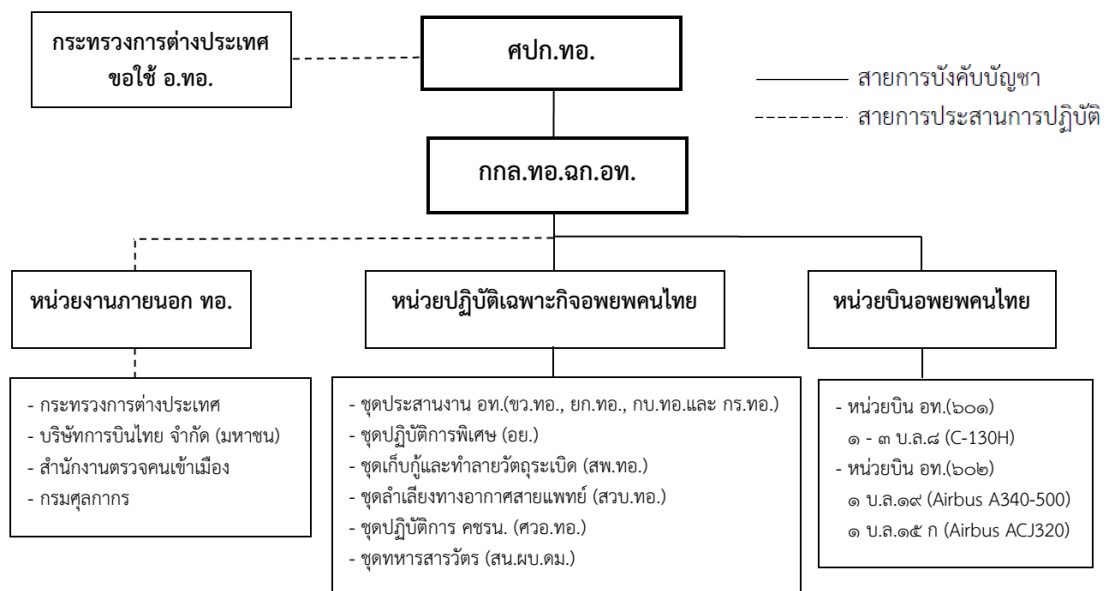 กระทรวงการต่างประเทศ
ขอใช้ อ.ทอ.
ศปก.ทอ.
สายการบังคับบัญชา
สายการประสานการปฏิบัติ
กกล.ทอ.ฉก.อท.
หน่วยงานภายนอก ทอ.
หน่วยปฏิบัติเฉพาะกิจอพยพคนไทย
หน่วยบินอพยพคนไทย
- กระทรวงการต่างประเทศ
- บริษัทการบินไทย จำกัด (มหาชน)
- สำนักงานตรวจคนเข้าเมือง
- กรมศุลกากร
- ชุดประสานงาน อท.(ขว.ทอ., ยก.ทอ., กบ.ทอ.และ กร.ทอ.)
- ชุดปฏิบัติการพิเศษ (อย.)
- ชุดเก็บกู้และทำลายวัตถุระเบิด (สพ.ทอ.)
- ชุดลำเลียงทางอากาศสายแพทย์ (สวบ.ทอ.)
- ชุดปฏิบัติการ คชรน. (ศวอ.ทอ.)
- ชุดทหารสารวัตร (สน.ผบ.ดม.)
- หน่วยบิน อท.(๖๐๑)
๑ - ๓ บ.ล.๘ (C-130H)
- หน่วยบิน อท.(๖๐๒)
๑ บ.ล.๑๙ (Airbus A340-500)
๑ บ.ล.๑๕ ก (Airbus ACJ320)